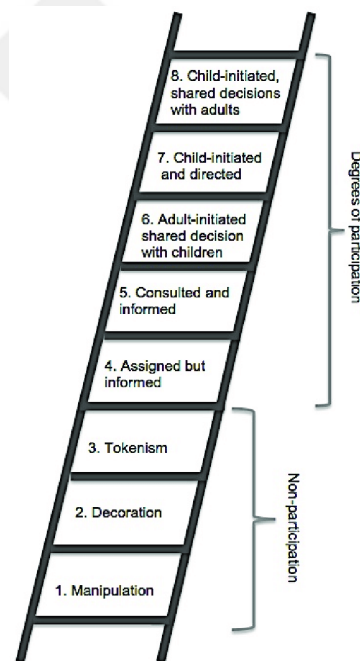 8. Child-initiated,
shared decisions
with adults
7. Child-initiated
and directed
6. Adult-initiated
shared decision
with children
5. Consulted and
informed
4. Assigned but
informed
3. Tokenism
2. Decoration
1. Manipulation
Degrees of participation
Non-participation